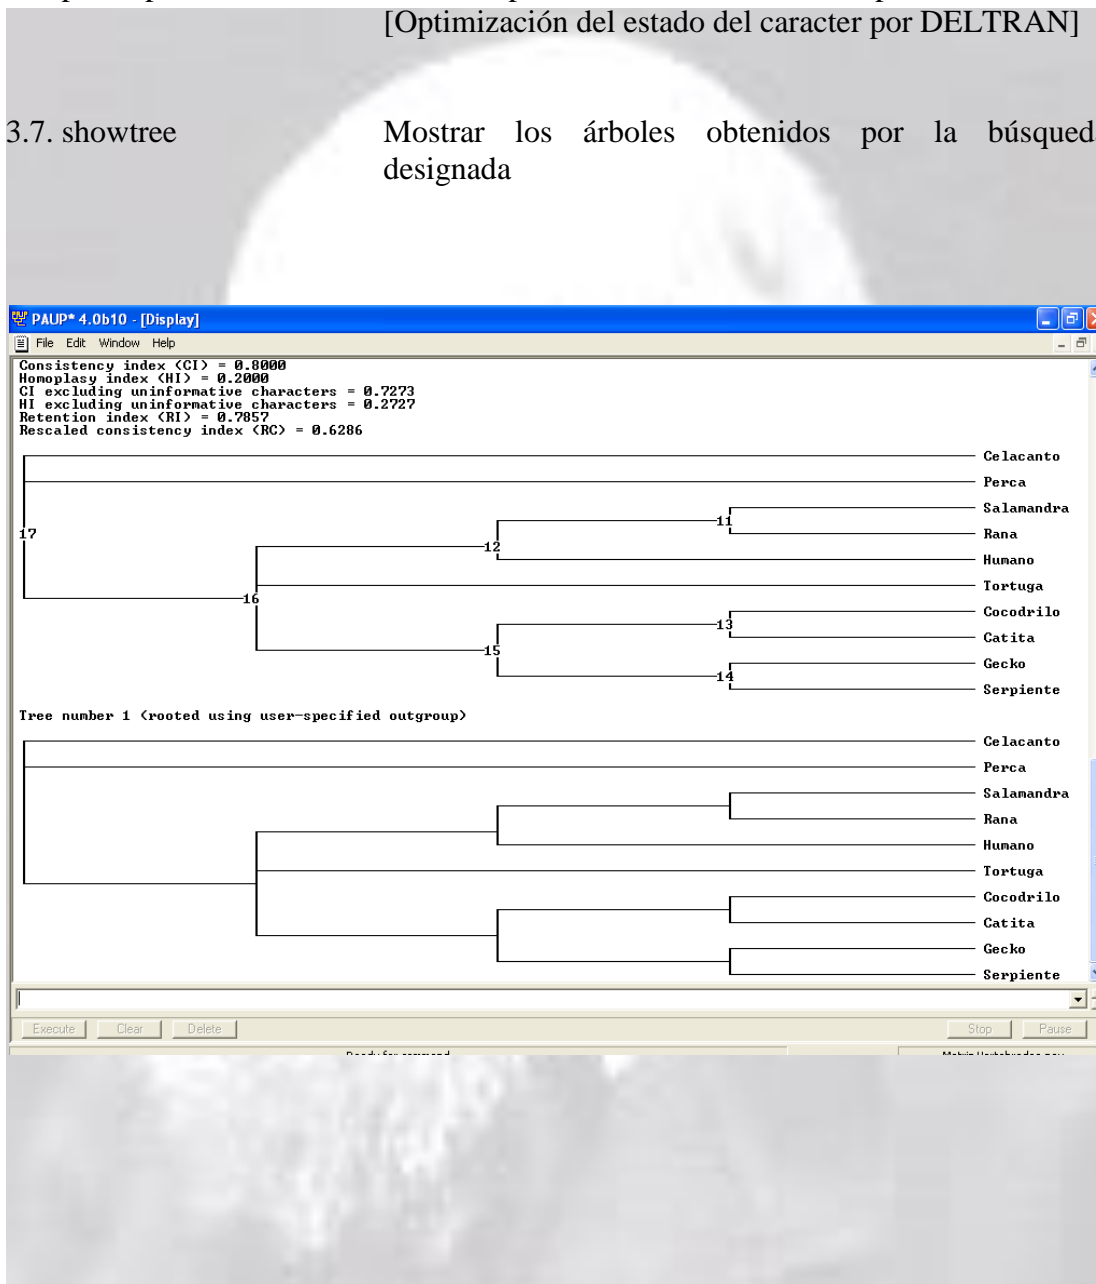 [Optimización del estado del caracter por DELTRAN]
3.7. showtree Mostrar los árboles obtenidos por la búsqued
designada
PAUP* 4.0b10 - [Display]
File Edit Window Help
Consistency index (CI) = 0.8000
Homoplasy index (HI) = 0.2000
CI excluding uninformative characters = 0.7273
HI excluding uninformative characters = 0.2727
Retention index (RI) = 0.7857
Rescaled consistency index (RC) = 0.6286
Celacanto
Perca
Salamandra
11
17 Rana
12
Humano
Tortuga
16
Cocodrilo
13
Catita
15
Gecko
14
Serpiente
Tree number 1 (rooted using user-specified outgroup)
Celacanto
Perca
Salamandra
Rana
Humano
Tortuga
Cocodrilo
Catita
Gecko
Serpiente
Execute Clear Delete Stop Pause